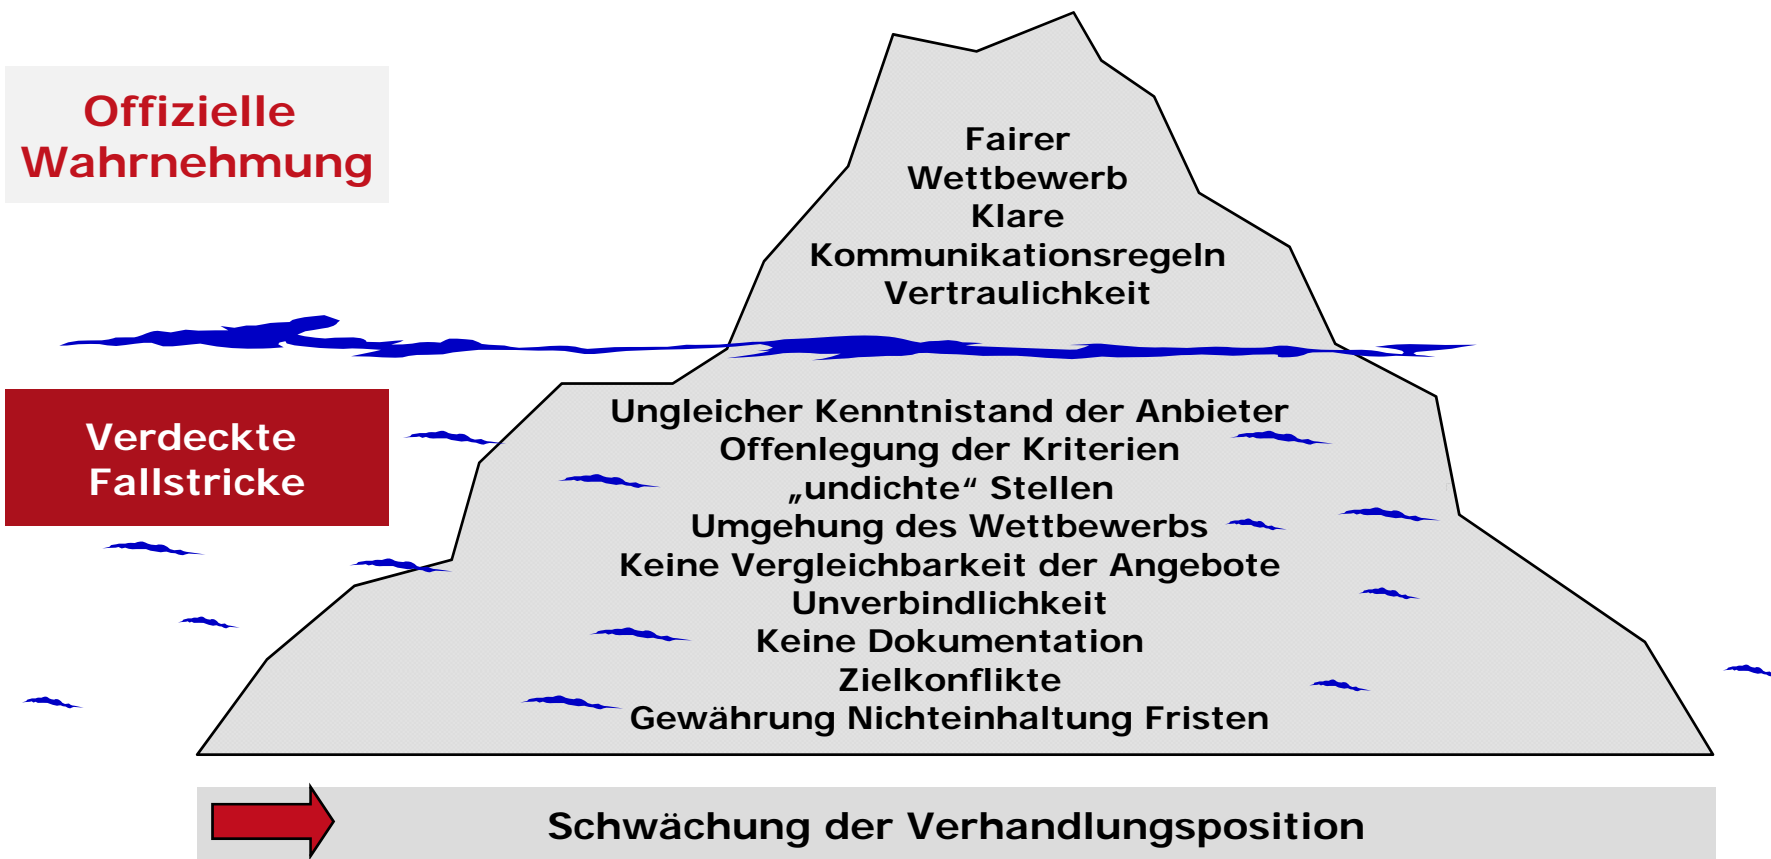 Offizielle
Wahrnehmung
Fairer
Wettbewerb
Klare
Kommunikationsregeln
Vertraulichkeit
Verdeckte
Fallstricke
Ungleicher Kenntnistand der Anbieter
Offenlegung der Kriterien
„undichte“ Stellen
Umgehung des Wettbewerbs
Keine Vergleichbarkeit der Angebote
Unverbindlichkeit
Keine Dokumentation
Zielkonflikte
Gewährung Nichteinhaltung Fristen
Schwächung der Verhandlungsposition